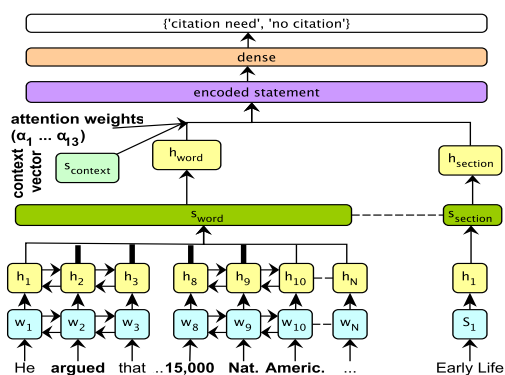 {'citation need', 'no citation'}
dense
encoded statement
attention weights
(α1 ... α13)
context
vector
scontext
hword
hsection
sword
ssection
h1 h2 h3 h8 h9 h10 hN h1
w1 w2 w3 w8 w9 w10 wN S1
He argued that ..15,000 Nat. Americ. ... Early Life